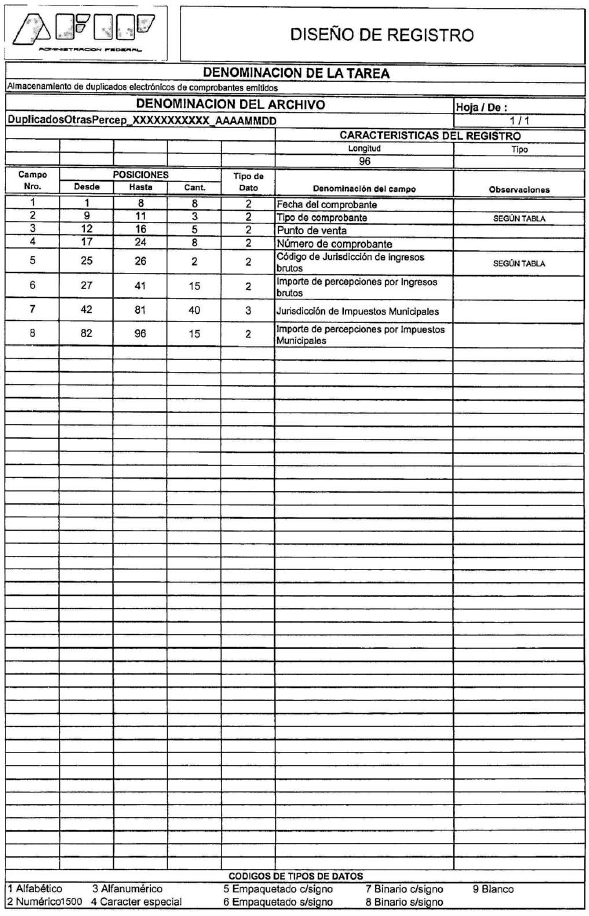 AFIP
ADMINISTRACION FEDERAL
DISEÑO DE REGISTRO
DENOMINACION DE LA TAREA
Almacenamiento de duplicados electrónicos de comprobantes emitidos
DENOMINACION DEL ARCHIVO
Hoja / De :
DuplicadosOtrasPercep_XXXXXXXXXXX_AAAAMMDD
1 / 1
CARACTERISTICAS DEL REGISTRO
Longitud Tipo
96
Campo Nro. POSICIONES Desde Hasta Cant. Tipo de Dato Denominación del campo Observaciones
1 1 8 8 2 Fecha del comprobante
2 9 11 3 2 Tipo de comprobante SEGÚN TABLA
3 12 16 5 2 Punto de venta
4 17 24 8 2 Número de comprobante
5 25 26 2 2 Código de Jurisdicción de ingresos brutos SEGÚN TABLA
6 27 41 15 2 Importe de percepciones por Ingresos brutos
7 42 81 40 3 Jurisdicción de Impuestos Municipales
8 82 96 15 2 Importe de percepciones por Impuestos Municipales
CODIGOS DE TIPOS DE DATOS
1 Alfabético 3 Alfanumérico 5 Empaquetado c/signo 7 Binario c/signo 9 Blanco
2 Numérico1500 4 Caracter especial 6 Empaquetado s/signo 8 Binario s/signo